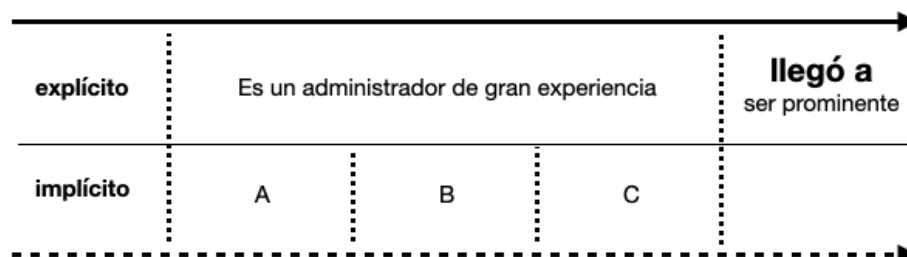 explícito
Es un administrador de gran experiencia
llegó a
ser prominente
implícito
A
B
C